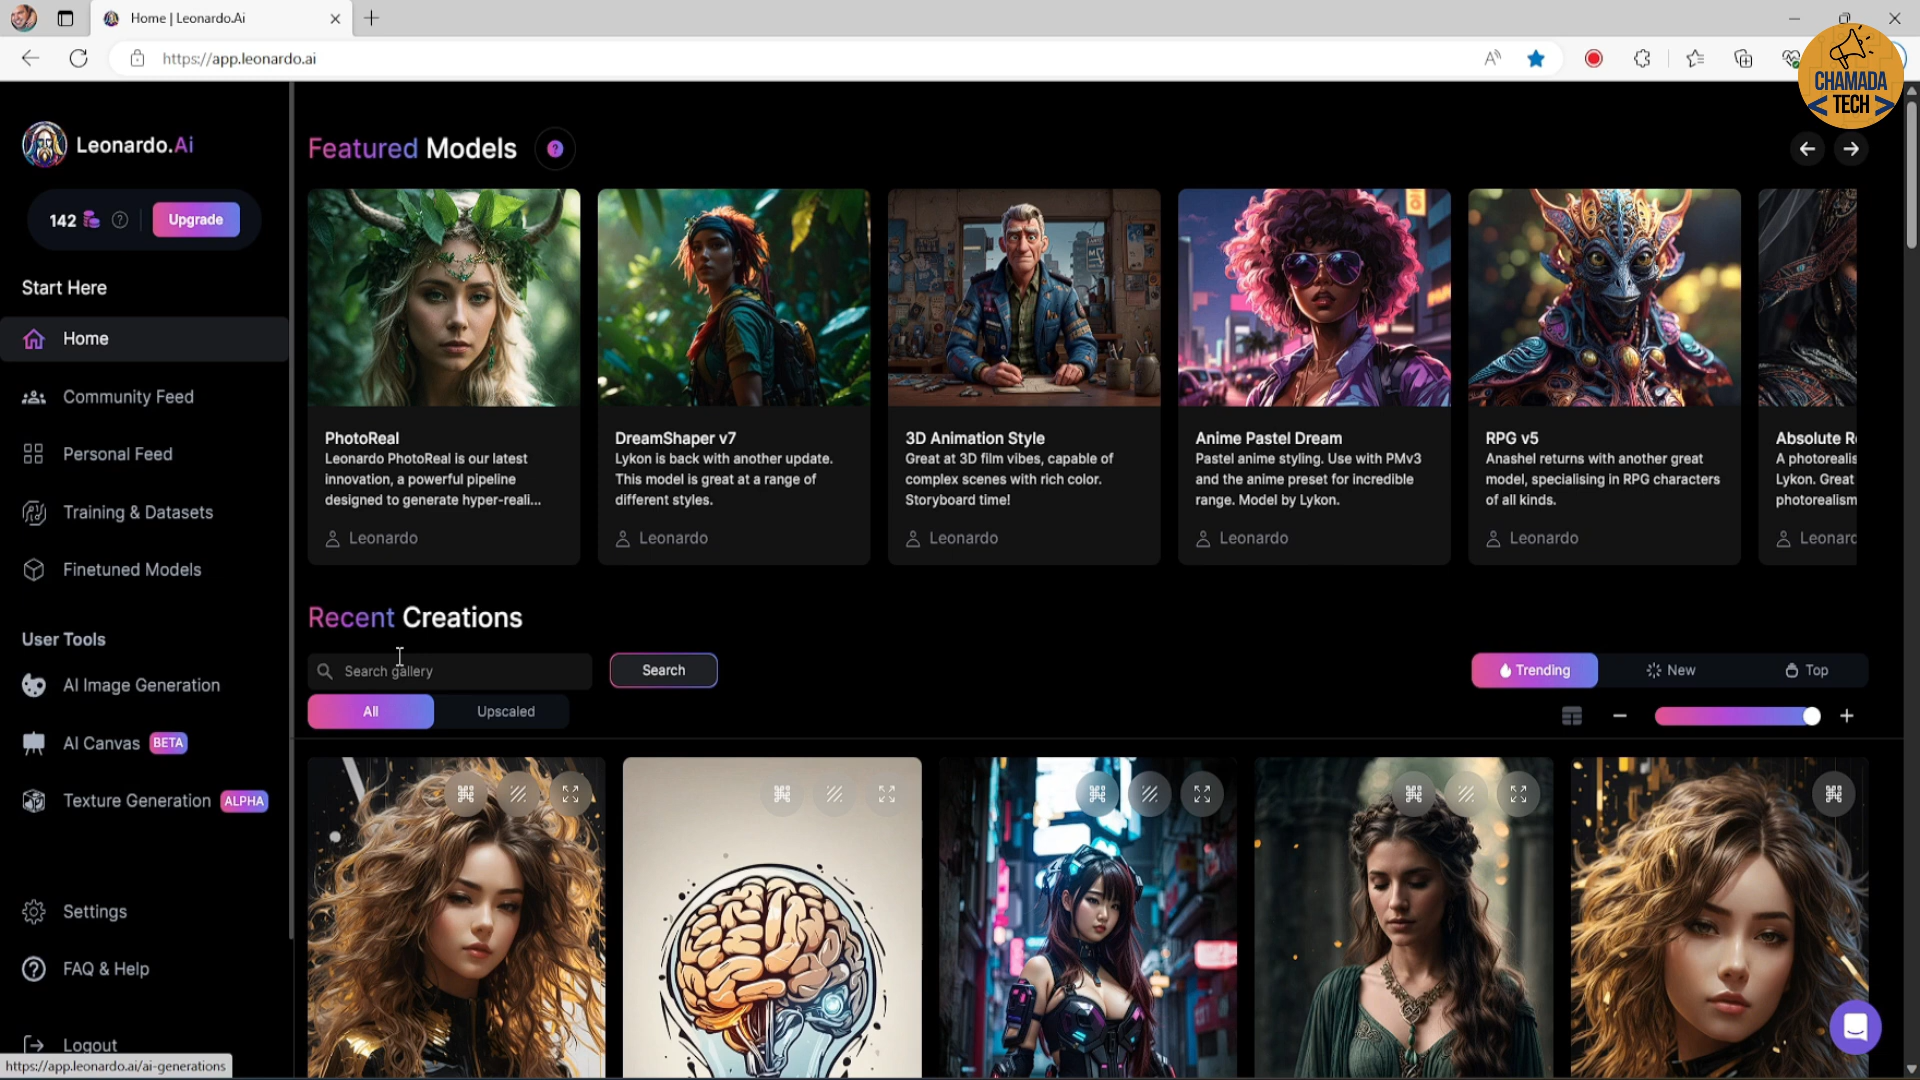 Home | Leonardo.Ai
https://app.leonardo.ai
CHAMADA
< TECH >
Leonardo.Ai
142
Upgrade
Start Here
Home
Community Feed
Personal Feed
Training & Datasets
Finetuned Models
User Tools
AI Image Generation
AI Canvas BETA
Texture Generation ALPHA
Settings
FAQ & Help
Logout
https://app.leonardo.ai/ai-generations
Featured Models
PhotoReal
Leonardo PhotoReal is our latest
innovation, a powerful pipeline
designed to generate hyper-reali...
Leonardo
DreamShaper v7
Lykon is back with another update.
This model is great at a range of
different styles.
Leonardo
3D Animation Style
Great at 3D film vibes, capable of
complex scenes with rich color.
Storyboard time!
Leonardo
Anime Pastel Dream
Pastel anime styling. Use with PMv3
and the anime preset for incredible
range. Model by Lykon.
Leonardo
RPG v5
Anashel returns with another great
model, specialising in RPG characters
of all kinds.
Leonardo
Absolute R
A photorealis
Lykon. Great
photorealism
Leonard
Recent Creations
Search gallery
Search
Trending
New
Top
All
Upscaled